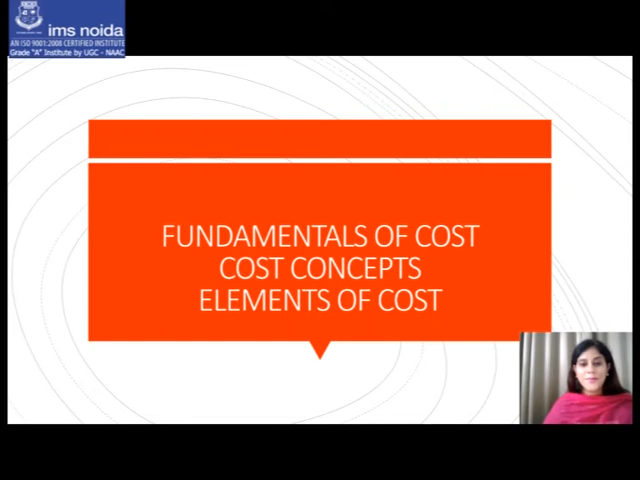 ims noida
AN ISO 9001:2008 CERTIFIED INSTITUTE
Grade "A" Institute by UGC - NAAC
FUNDAMENTALS OF COST
COST CONCEPTS
ELEMENTS OF COST